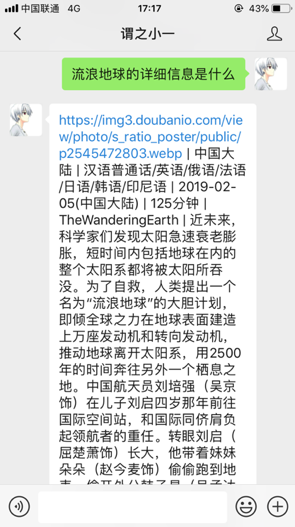 中国联通 4G 17:17 43%
谓之小一
流浪地球的详细信息是什么
https://img3.doubanio.com/vi
ew/photo/s_ratio_poster/public/
p2545472803.webp | 中国大
陆 | 汉语普通话/英语/俄语/法语
/日语/韩语/印尼语 | 2019-02-
05(中国大陆) | 125分钟 |
TheWanderingEarth | 近未来，
科学家们发现太阳急速衰老膨
胀，短时间内包括地球在内的
整个太阳系都将被太阳所吞
没。为了自救，人类提出一个
名为“流浪地球”的大胆计划，
即倾全球之力在地球表面建造
上万座发动机和转向发动机，
推动地球离开太阳系，用2500
年的时间奔往另外一个栖息之
地。中国航天员刘培强（吴京
饰）在儿子刘启四岁那年前往
国际空间站，和国际同侪肩负
起领航者的重任。转眼刘启（
屈楚萧饰）长大，他带着妹妹
朵朵（赵今麦饰）偷偷跑到地